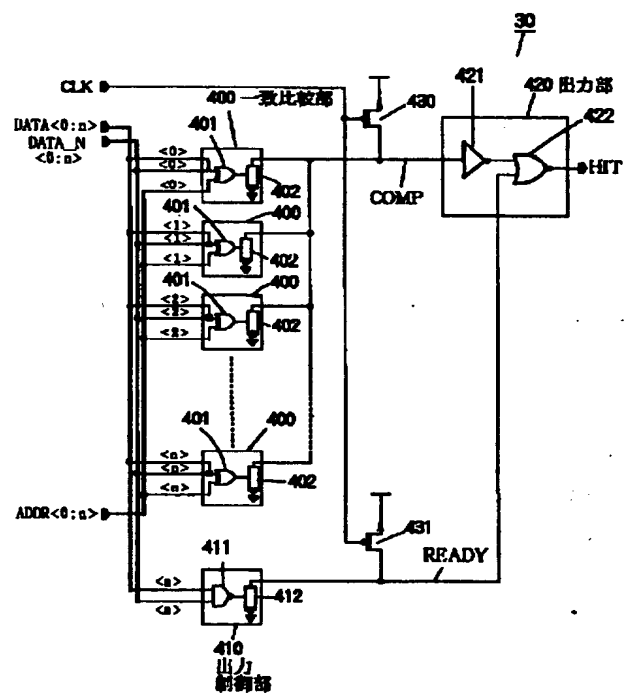 30
CLK
400 一致比較部
430
421
420 出力部
422
DATA<0:n>
DATA_N
<0:n>
401
<0>
<0>
<0>
402
COMP
HIT
401
400
<1>
<1>
<1>
402
401
400
<2>
<2>
<2>
402
401
400
<n>
<n>
<n>
402
ADDR<0:n>
431
READY
411
<n>
<n>
412
410
出力
制御部